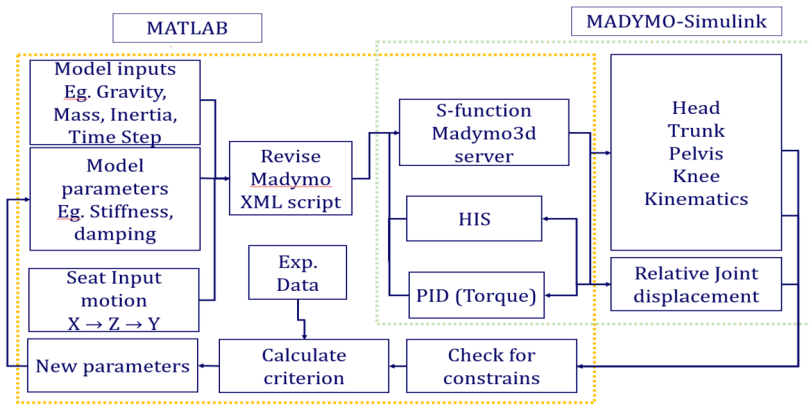 MATLAB
MADYMO-Simulink
Model inputs
Eg. Gravity,
Mass, Inertia,
Time Step
Model
parameters
Eg. Stiffness,
damping
Seat Input
motion
X → Z → Y
New parameters
Revise
Madymo
XML script
Exp.
Data
Calculate
criterion
S-function
Madymo3d
server
HIS
PID (Torque)
Check for
constrains
Head
Trunk
Pelvis
Knee
Kinematics
Relative Joint
displacement